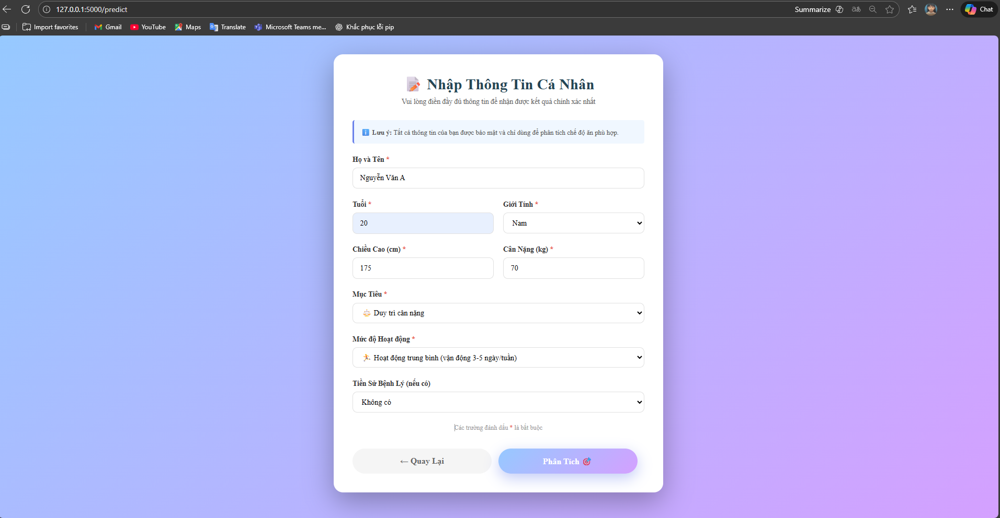 127.0.0.1:5000/predict
Summarize
Chat
Import favorites
Gmail
YouTube
Maps
Translate
Microsoft Teams me...
Khắc phục lỗi pip
Nhập Thông Tin Cá Nhân
Vui lòng điền đầy đủ thông tin để nhận được kết quả chính xác nhất
Lưu ý: Tất cả thông tin của bạn được bảo mật và chỉ dùng để phân tích chế độ ăn phù hợp.
Họ và Tên *
Nguyễn Văn A
Tuổi *
Giới Tính *
20
Nam
Chiều Cao (cm) *
Cân Nặng (kg) *
175
70
Mục Tiêu *
Duy trì cân nặng
Mức độ Hoạt động *
Hoạt động trung bình (vận động 3-5 ngày/tuần)
Tiền Sử Bệnh Lý (nếu có)
Không có
Các trường đánh dấu * là bắt buộc
← Quay Lại
Phân Tích